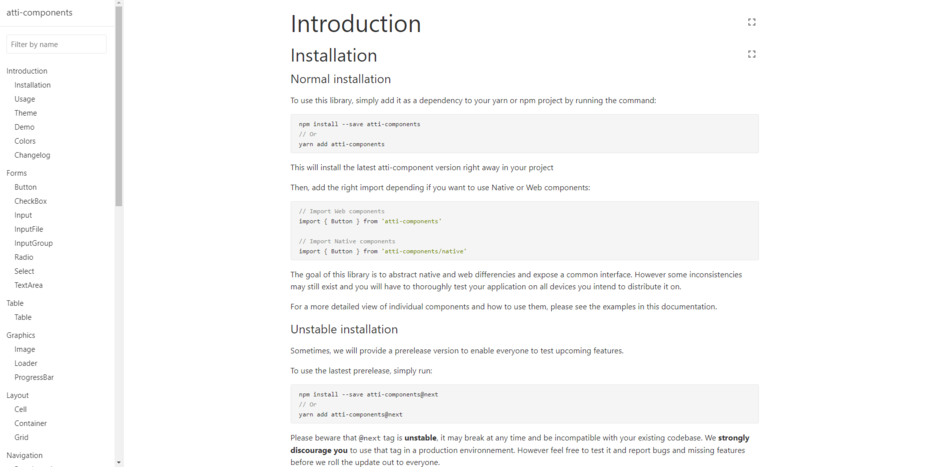 atti-components
Filter by name
Introduction
Installation
Usage
Theme
Demo
Colors
Changelog
Forms
Button
CheckBox
Input
InputFile
InputGroup
Radio
Select
TextArea
Table
Table
Graphics
Image
Loader
ProgressBar
Layout
Cell
Container
Grid
Navigation
Introduction
Installation
Normal installation
To use this library, simply add it as a dependency to your yarn or npm project by running the command:
npm install --save atti-components
// Or
yarn add atti-components
This will install the latest atti-component version right away in your project
Then, add the right import depending if you want to use Native or Web components:
// Import Web components
import { Button } from 'atti-components'
// Import Native components
import { Button } from 'atti-components/native'
The goal of this library is to abstract native and web differencies and expose a common interface. However some inconsistencies
may still exist and you will have to thoroughly test your application on all devices you intend to distribute it on.
For a more detailed view of individual components and how to use them, please see the examples in this documentation.
Unstable installation
Sometimes, we will provide a prerelease version to enable everyone to test upcoming features.
To use the lastest prerelease, simply run:
npm install --save atti-components@next
// Or
yarn add atti-components@next
Please beware that @next tag is unstable, it may break at any time and be incompatible with your existing codebase. We strongly
discourage you to use that tag in a production environnement. However feel free to test it and report bugs and missing features
before we roll the update out to everyone.